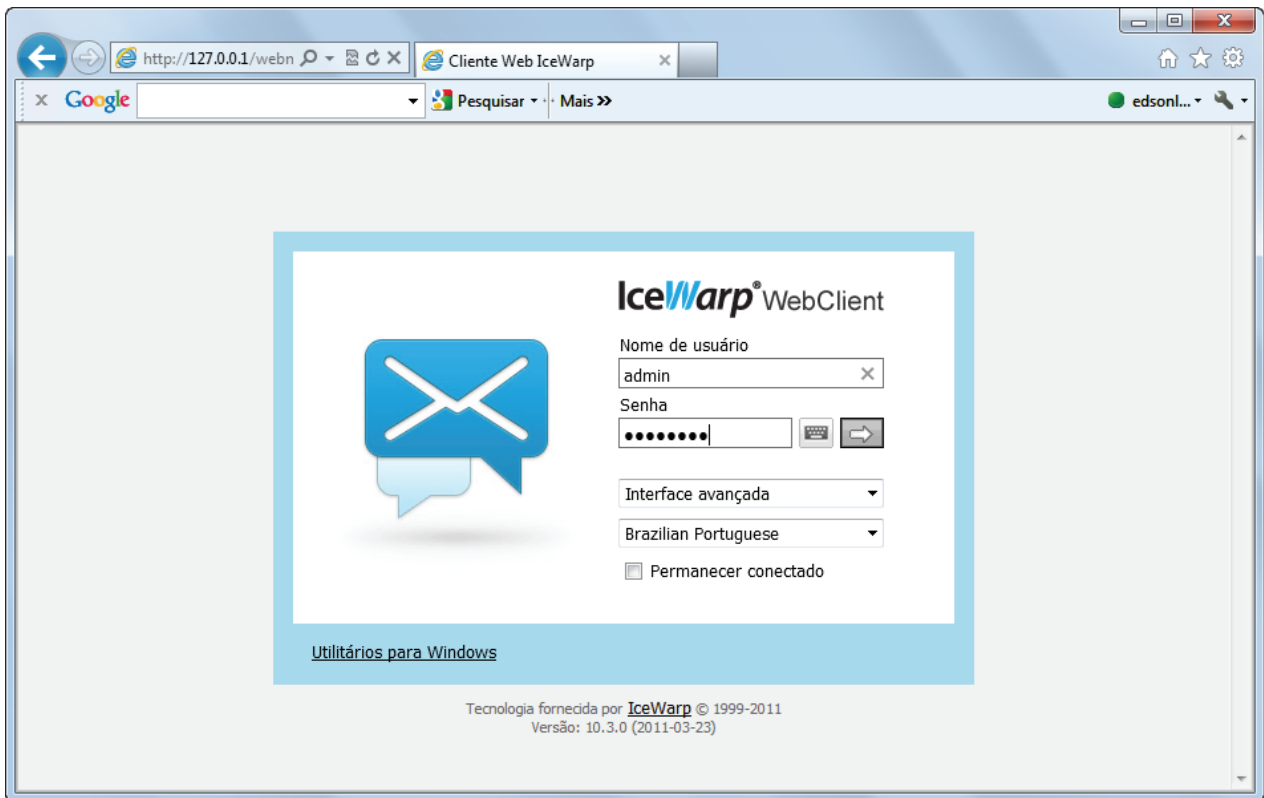 http://127.0.0.1/webn
Cliente Web IceWarp
Google
Pesquisar
Mais
edsonl...
IceWarp® WebClient
Nome de usuário
admin
Senha
Interface avançada
Brazilian Portuguese
Permanecer conectado
Utilitários para Windows
Tecnologia fornecida por IceWarp © 1999-2011
Versão: 10.3.0 (2011-03-23)